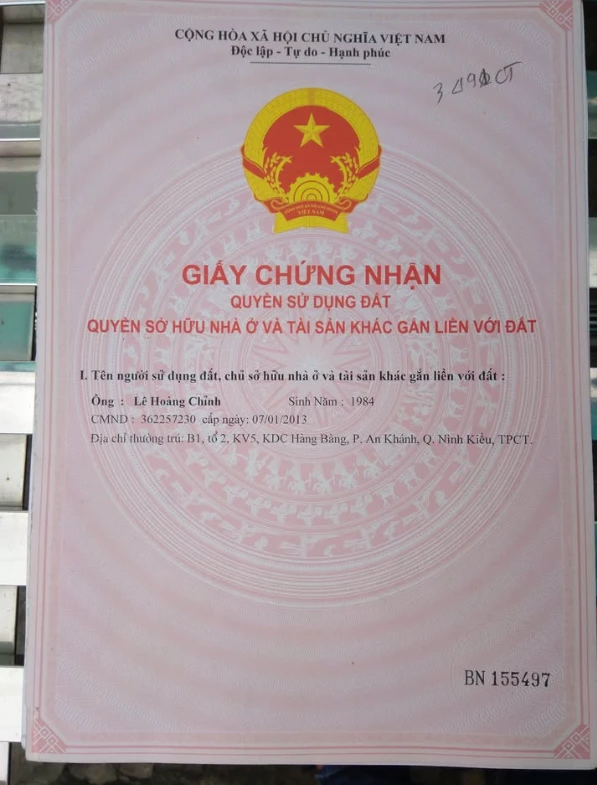 CỘNG HÒA XÃ HỘI CHỦ NGHĨA VIỆT NAM
Độc lập - Tự do - Hạnh phúc
VIỆT NAM
GIẤY CHỨNG NHẬN
QUYỀN SỬ DỤNG ĐẤT
QUYỀN SỞ HỮU NHÀ Ở VÀ TÀI SẢN KHÁC GẮN LIỀN VỚI ĐẤT
I. Tên người sử dụng đất, chủ sở hữu nhà ở và tài sản khác gắn liền với đất :
Ông : Lê Hoảng Chỉnh Sinh Năm : 1984
CMND : 362257230 cấp ngày: 07/01/2013
Địa chỉ thường trú: B1, tổ 2, KV5, KDC Hàng Bàng, P. An Khánh, Q. Ninh Kiều, TPCT.
BN 155497